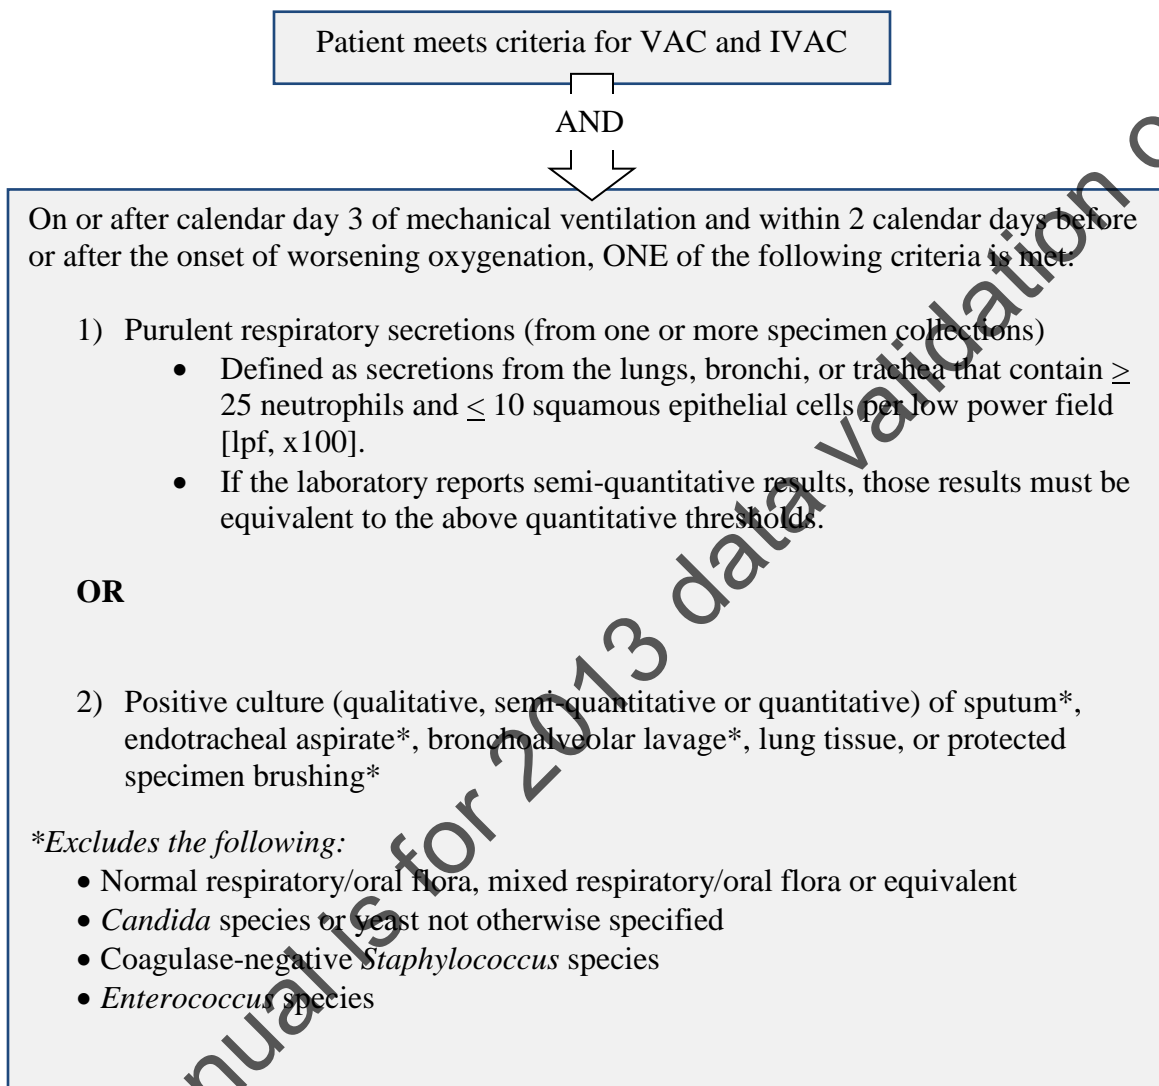 Patient meets criteria for VAC and IVAC
AND
On or after calendar day 3 of mechanical ventilation and within 2 calendar days before
or after the onset of worsening oxygenation, ONE of the following criteria is met:
1) Purulent respiratory secretions (from one or more specimen collections)
• Defined as secretions from the lungs, bronchi, or trachea that contain ≥
25 neutrophils and ≤ 10 squamous epithelial cells per low power field
[lpf, x100].
• If the laboratory reports semi-quantitative results, those results must be
equivalent to the above quantitative thresholds.
OR
2) Positive culture (qualitative, semi-quantitative or quantitative) of sputum*,
endotracheal aspirate*, bronchoalveolar lavage*, lung tissue, or protected
specimen brushing*
*Excludes the following:
• Normal respiratory/oral flora, mixed respiratory/oral flora or equivalent
• Candida species or yeast not otherwise specified
• Coagulase-negative Staphylococcus species
• Enterococcus species
is for 2013 data validation